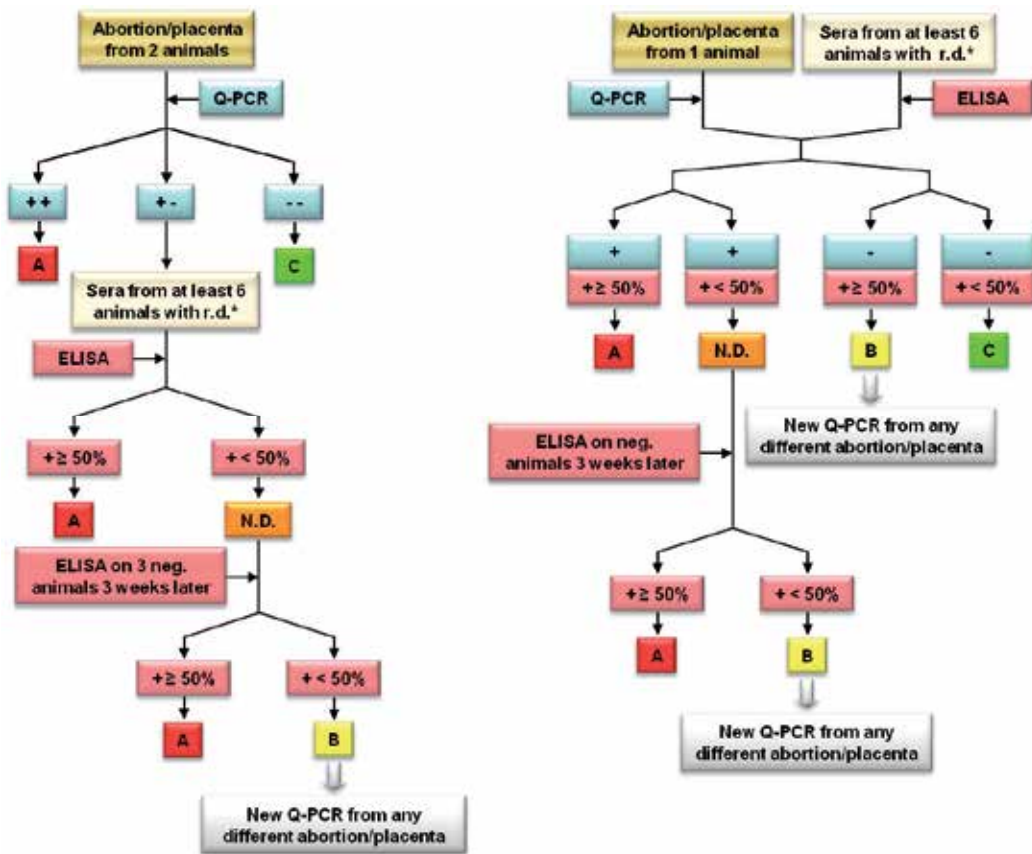 Abortion/placenta
from 2 animals
Q-PCR
+ +
+ -
- -
A
C
Sera from at least 6
animals with r.d.*
ELISA
+ ≥ 50%
+ < 50%
A
N.D.
ELISA on 3 neg.
animals 3 weeks later
+ ≥ 50%
+ < 50%
A
B
New Q-PCR from any
different abortion/placenta
Abortion/placenta
from 1 animal
Sera from at least 6
animals with r.d.*
Q-PCR
ELISA
+
+
-
-
+ ≥ 50%
+ < 50%
+ ≥ 50%
+ < 50%
A
N.D.
B
C
New Q-PCR from any
different abortion/placenta
ELISA on neg.
animals 3 weeks later
+ ≥ 50%
+ < 50%
A
B
New Q-PCR from any
different abortion/placenta